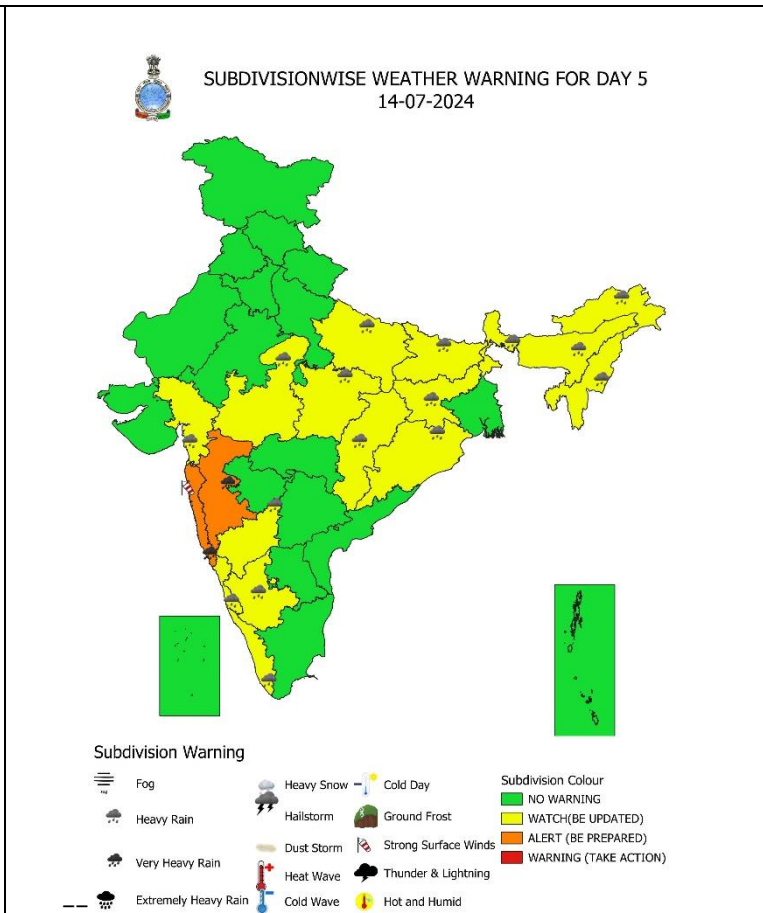 SUBDIVISIONWISE WEATHER WARNING FOR DAY 5
14-07-2024
Subdivision Warning
Fog
Heavy Rain
Very Heavy Rain
Extremely Heavy Rain
Heavy Snow
Hailstorm
Dust Storm
Heat Wave
Cold Wave
Cold Day
Ground Frost
Strong Surface Winds
Thunder & Lightning
Hot and Humid
Subdivision Colour
NO WARNING
WATCH(BE UPDATED)
ALERT (BE PREPARED)
WARNING (TAKE ACTION)